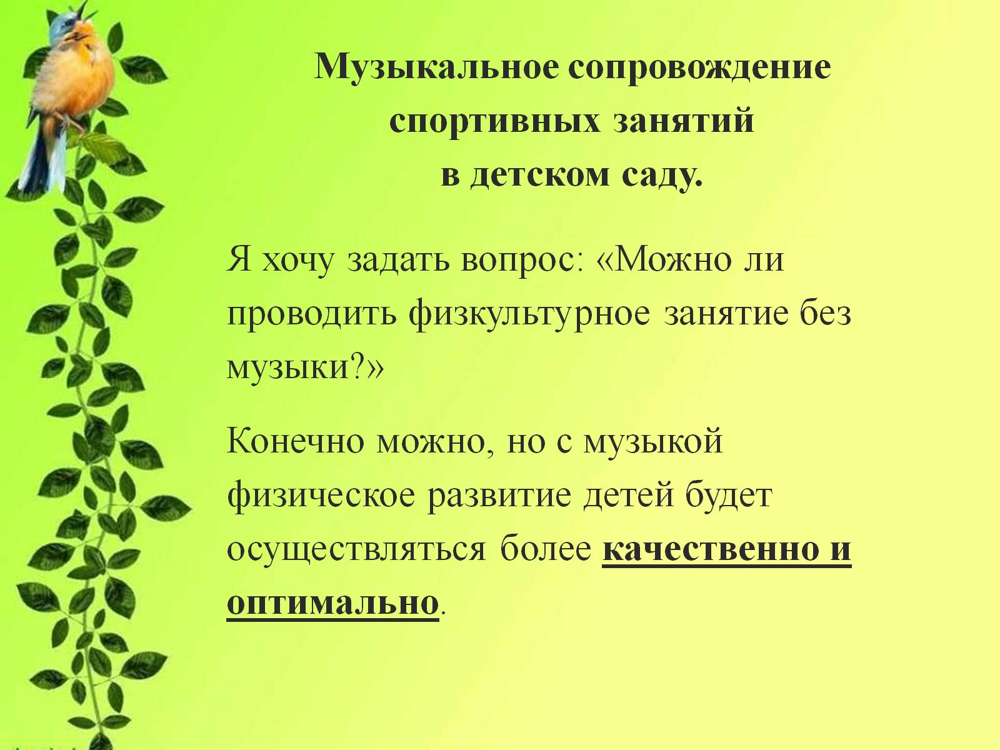 Музыкальное сопровождение
спортивных занятий
в детском саду.
Я хочу задать вопрос: «Можно ли
проводить физкультурное занятие без
музыки?»
Конечно можно, но с музыкой
физическое развитие детей будет
осуществляться более качественно и
оптимально.